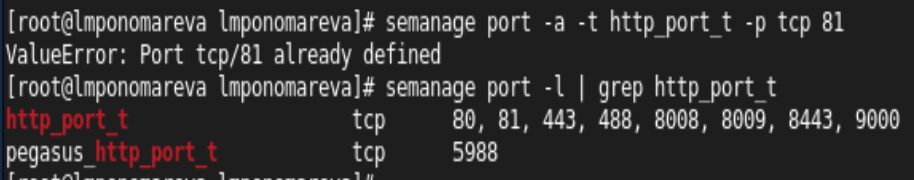 [root@lmponomareva lmponomareva]# semanage port -a -t http_port_t -p tcp 81
ValueError: Port tcp/81 already defined
[root@lmponomareva lmponomareva]# semanage port -l | grep http_port_t
http_port_t tcp 80, 81, 443, 488, 8008, 8009, 8443, 9000
pegasus_http_port_t tcp 5988